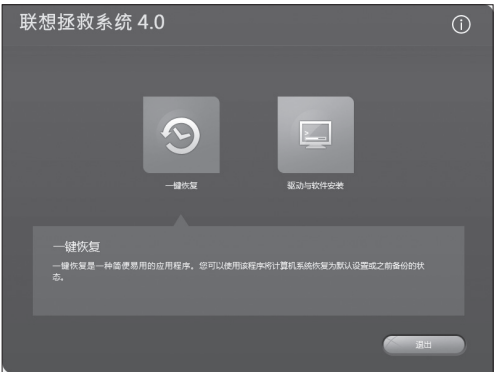 联想拯救系统 4.0
一键恢复
驱动与软件安装
一键恢复
一键恢复是一种简便易用的应用程序，您可以使用该程序将计算机系统恢复为默认设置或之前备份的状
态。
退出